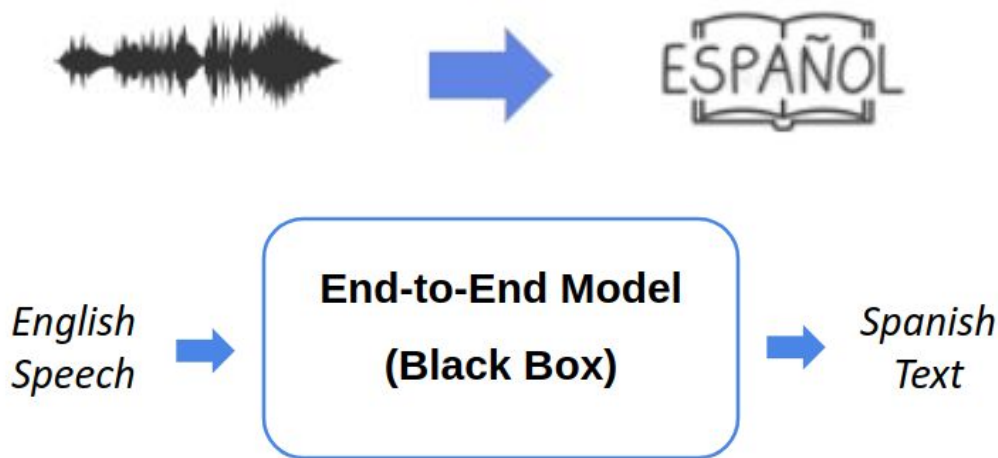 ESPAÑOL
End-to-End Model
(Black Box)
English
Speech
Spanish
Text